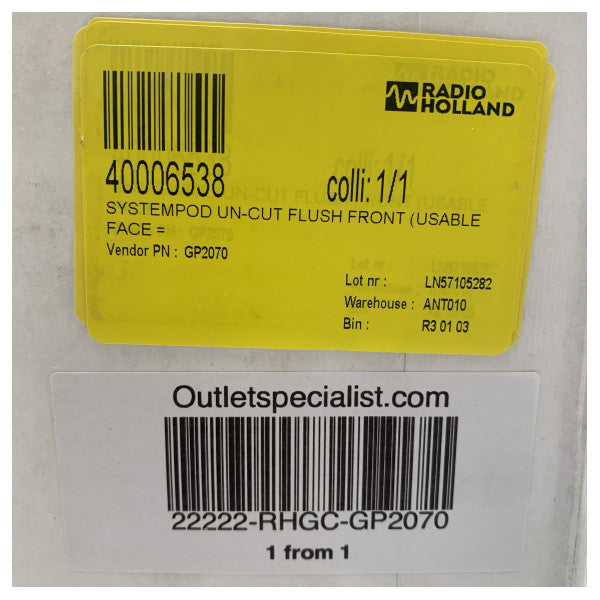 RADIO
HOLLAND
40006538 colli: 1/1
SYSTEMPOD UN-CUT FLUSH FRONT (USABLE
FACE =
Vendor PN : GP2070
Lot nr : LN57105282
Warehouse : ANT010
Bin : R3 01 03
Outletspecialist.com
22222-RHGC-GP2070
1 from 1